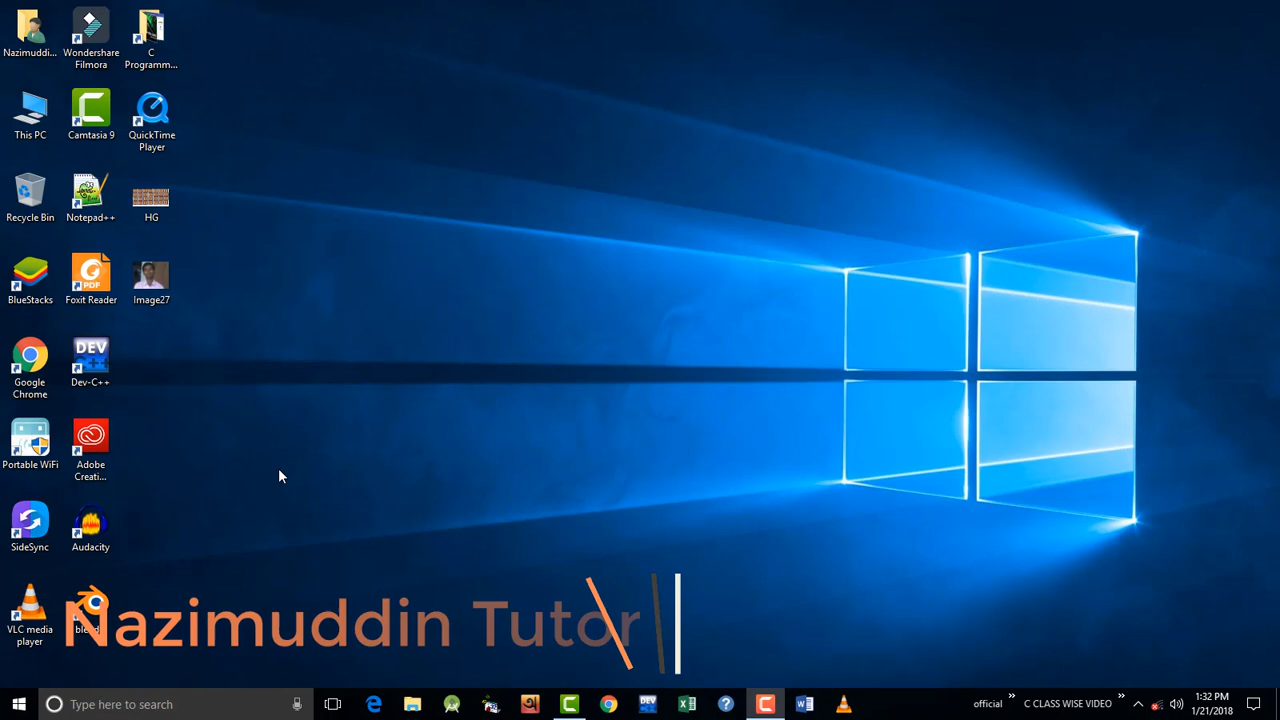 Nazimuddi...
Wondershare
Filmora
C
Programm...
This PC
Camtasia 9
QuickTime
Player
Recycle Bin
Notepad++
HG
BlueStacks
PDF
Foxit Reader
Image27
Google
Chrome
DEV
C++
Dev-C++
Portable WiFi
Adobe
Creati...
SideSync
Audacity
VLC media
player
Nazimuddin Tutor
Type here to search
official
C CLASS WISE VIDEO
1:32 PM
1/21/2018